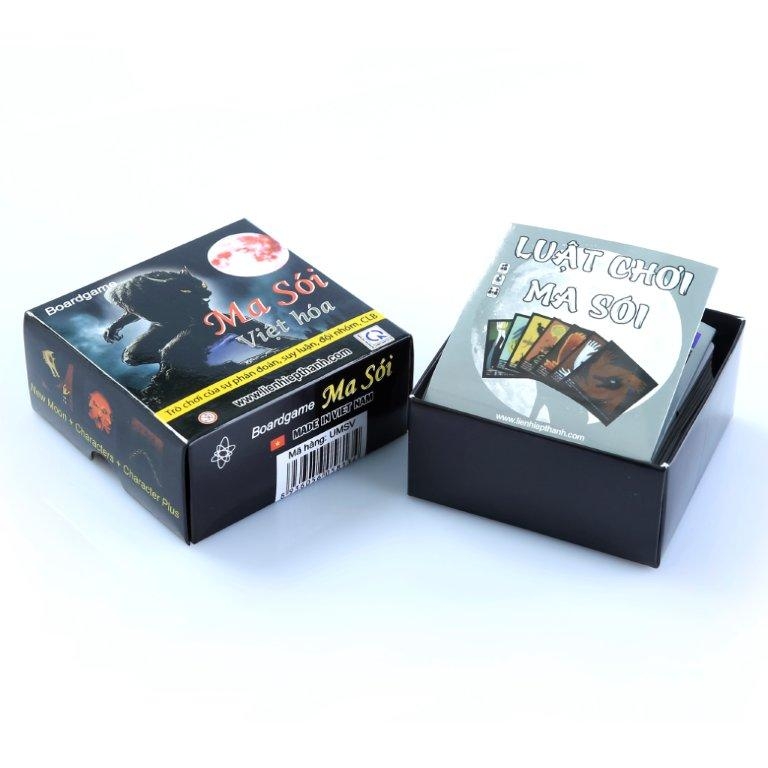 Boardgame
Ma Sói
Việt hóa
Trò chơi của sự phán đoán, suy luận, đội nhóm, CLB
www.lienhiepthanh.com
New Moon + Characters + Character Plus
Boardgame Ma Sói
MADE IN VIET NAM
Mã hàng: UMSV
LUẬT CHƠI
MA SÓI
www.lienhiepthanh.com